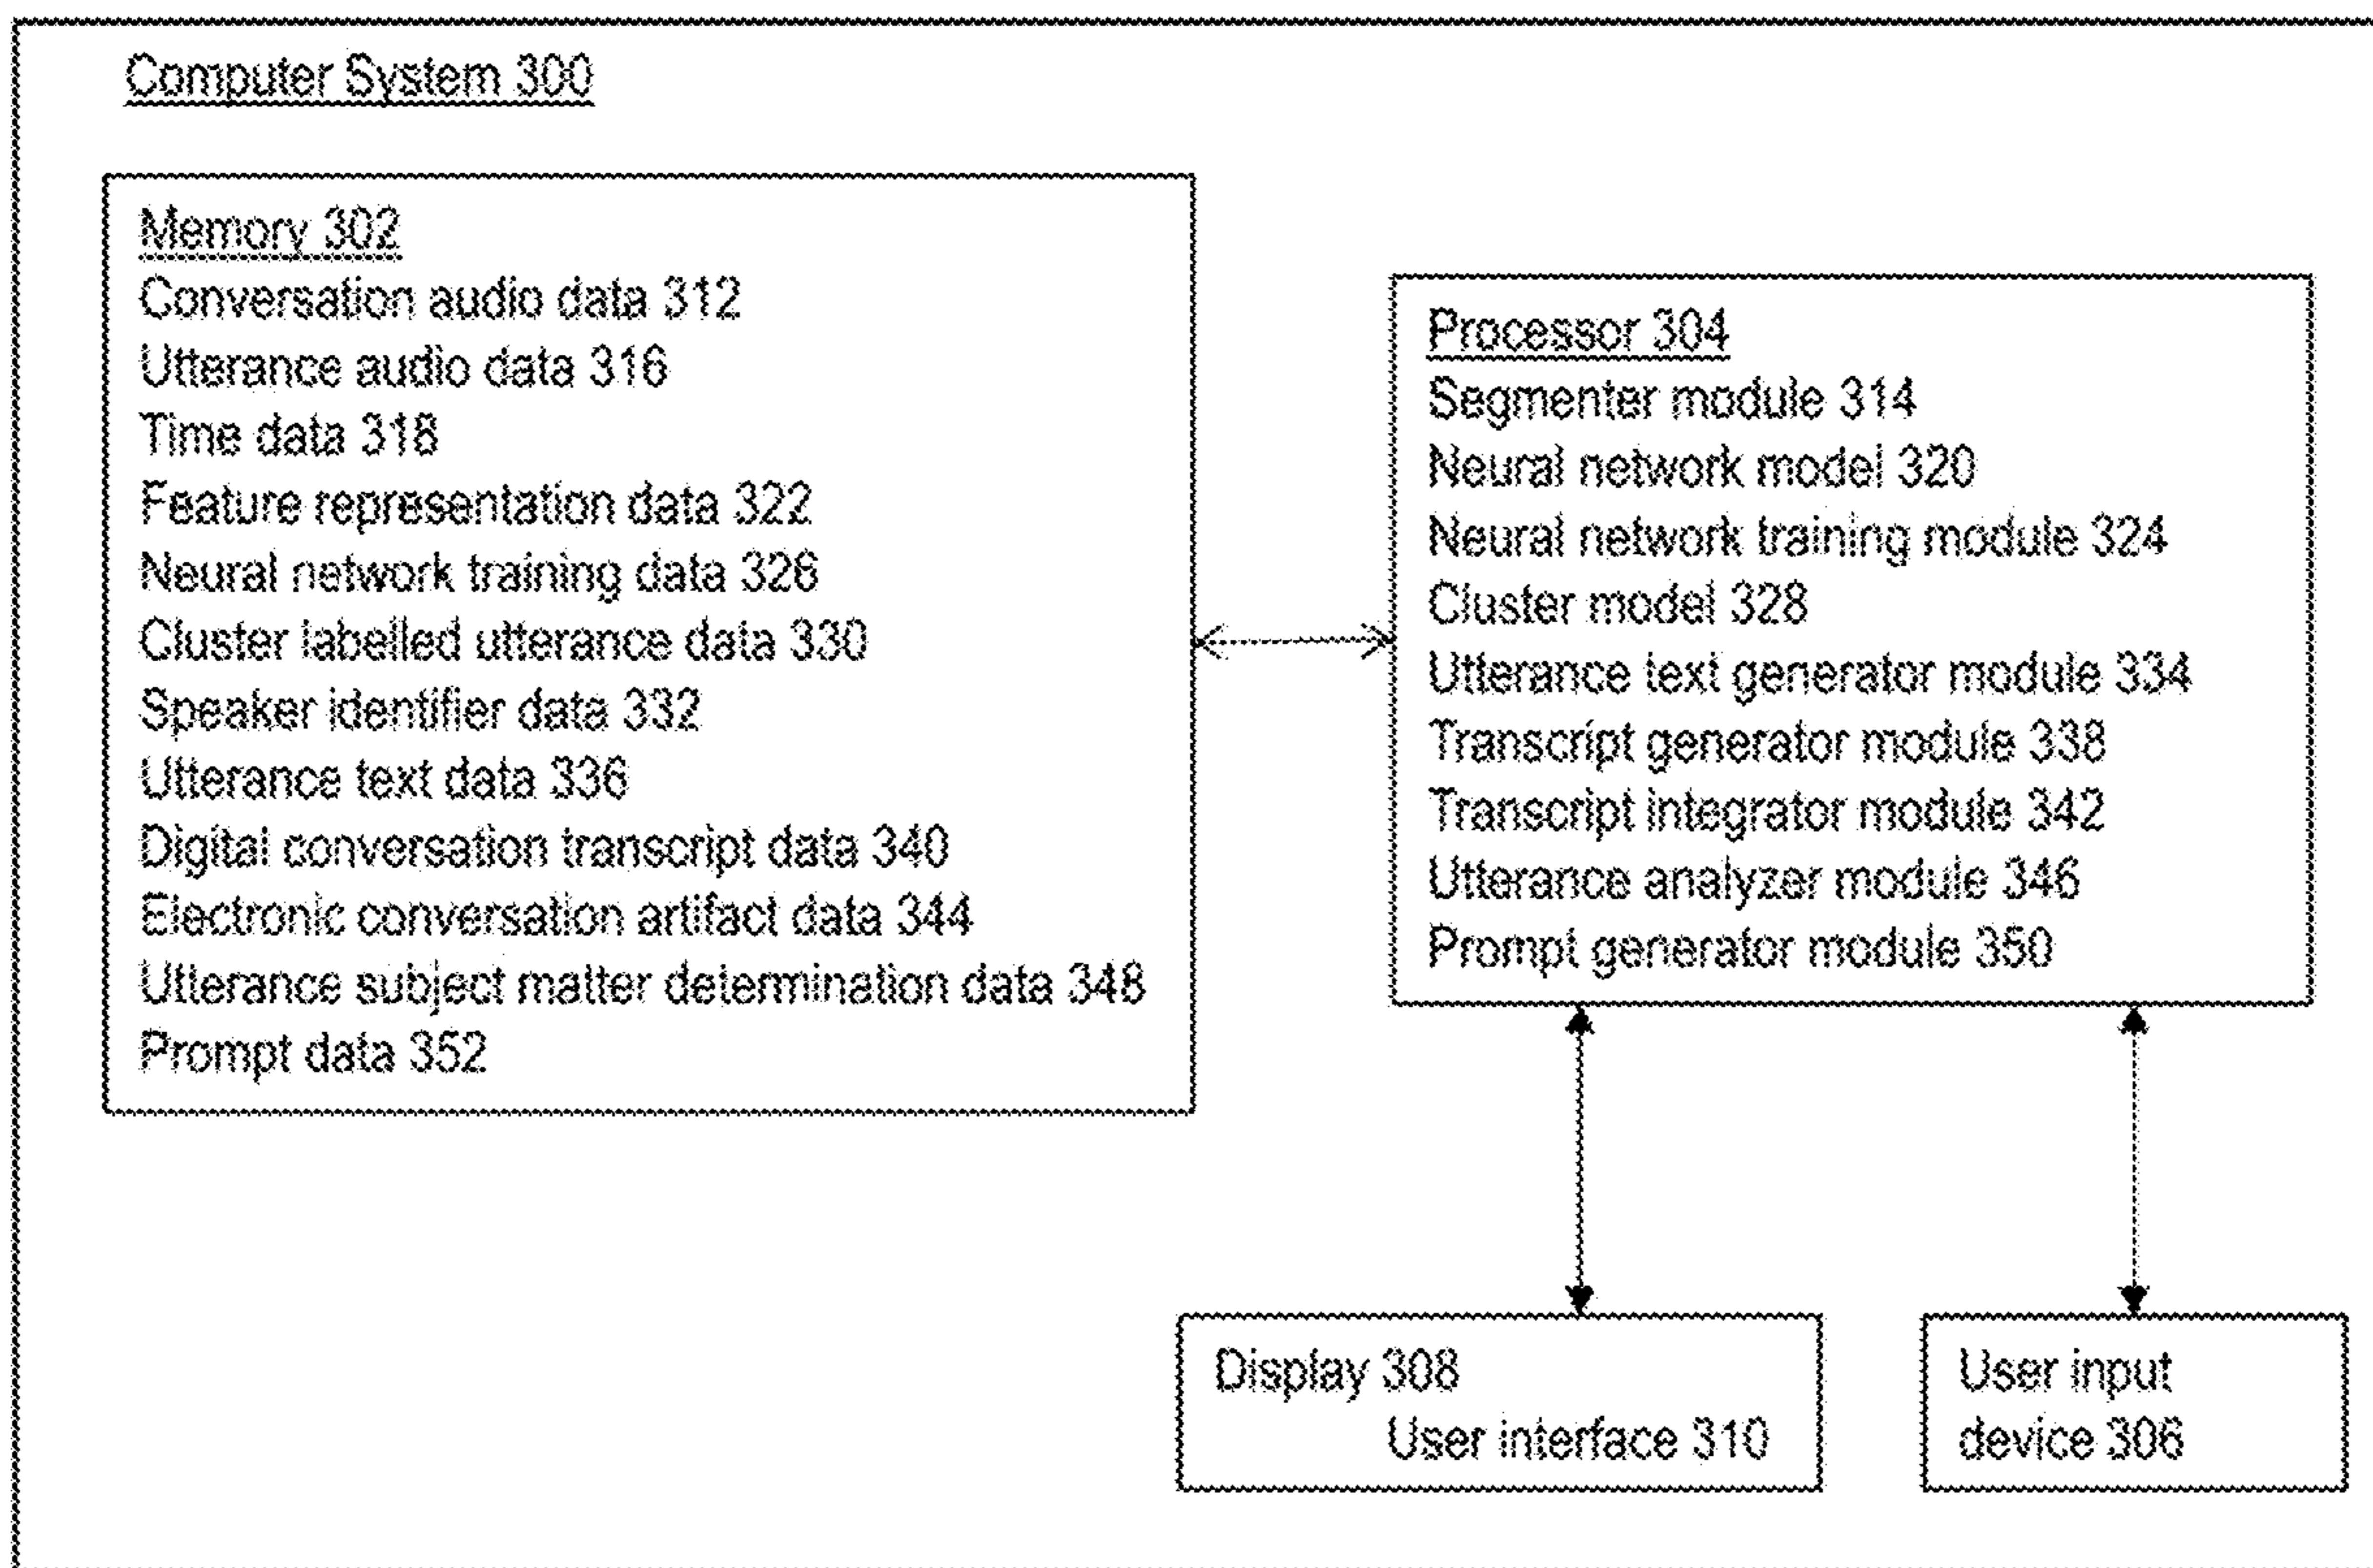 Computer System 300
Memory 302
Conversation audio data 312
Utterance audio data 316
Time data 318
Feature representation data 322
Neural network training data 326
Cluster labelled utterance data 330
Speaker identifier data 332
Utterance text data 336
Digital conversation transcript data 340
Electronic conversation artifact data 344
Utterance subject matter determination data 348
Prompt data 352
Processor 304
Segmenter module 314
Neural network model 320
Neural network training module 324
Cluster model 328
Utterance text generator module 334
Transcript generator module 338
Transcript integrator module 342
Utterance analyzer module 346
Prompt generator module 350
Display 308
User interface 310
User input
device 306